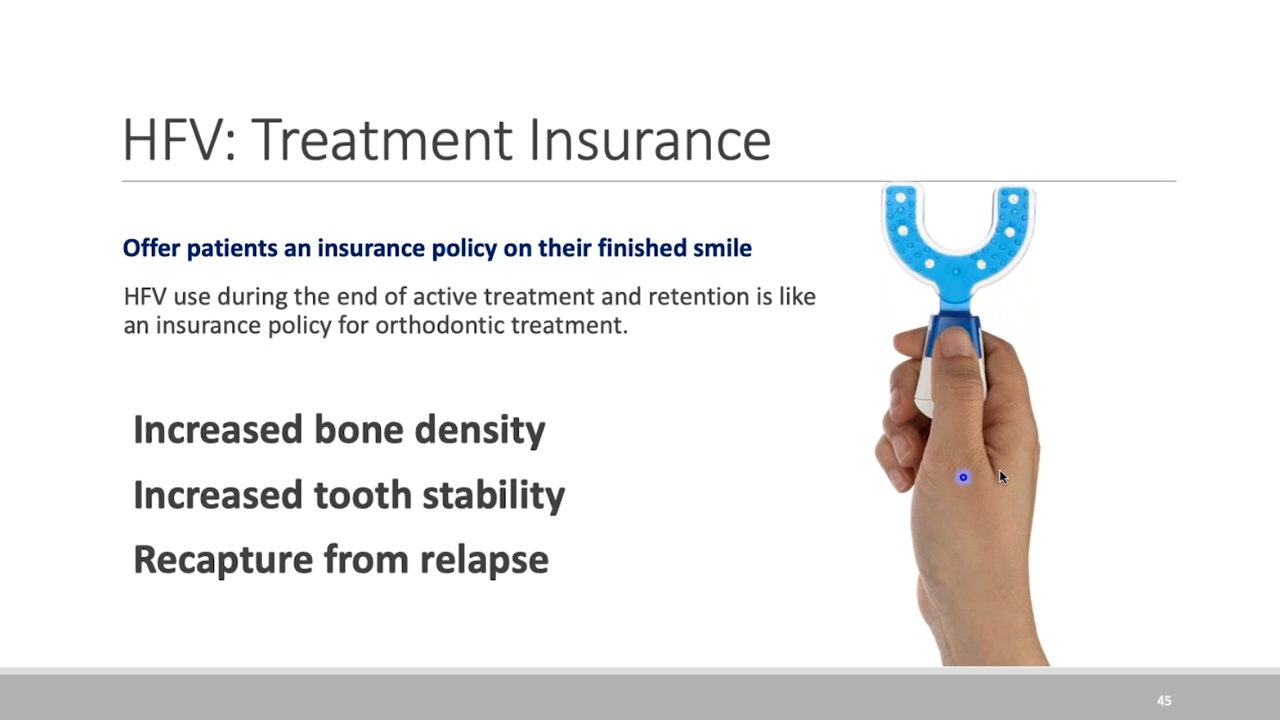 HFV: Treatment Insurance
Offer patients an insurance policy on their finished smile
HFV use during the end of active treatment and retention is like
an insurance policy for orthodontic treatment.
Increased bone density
Increased tooth stability
Recapture from relapse
45